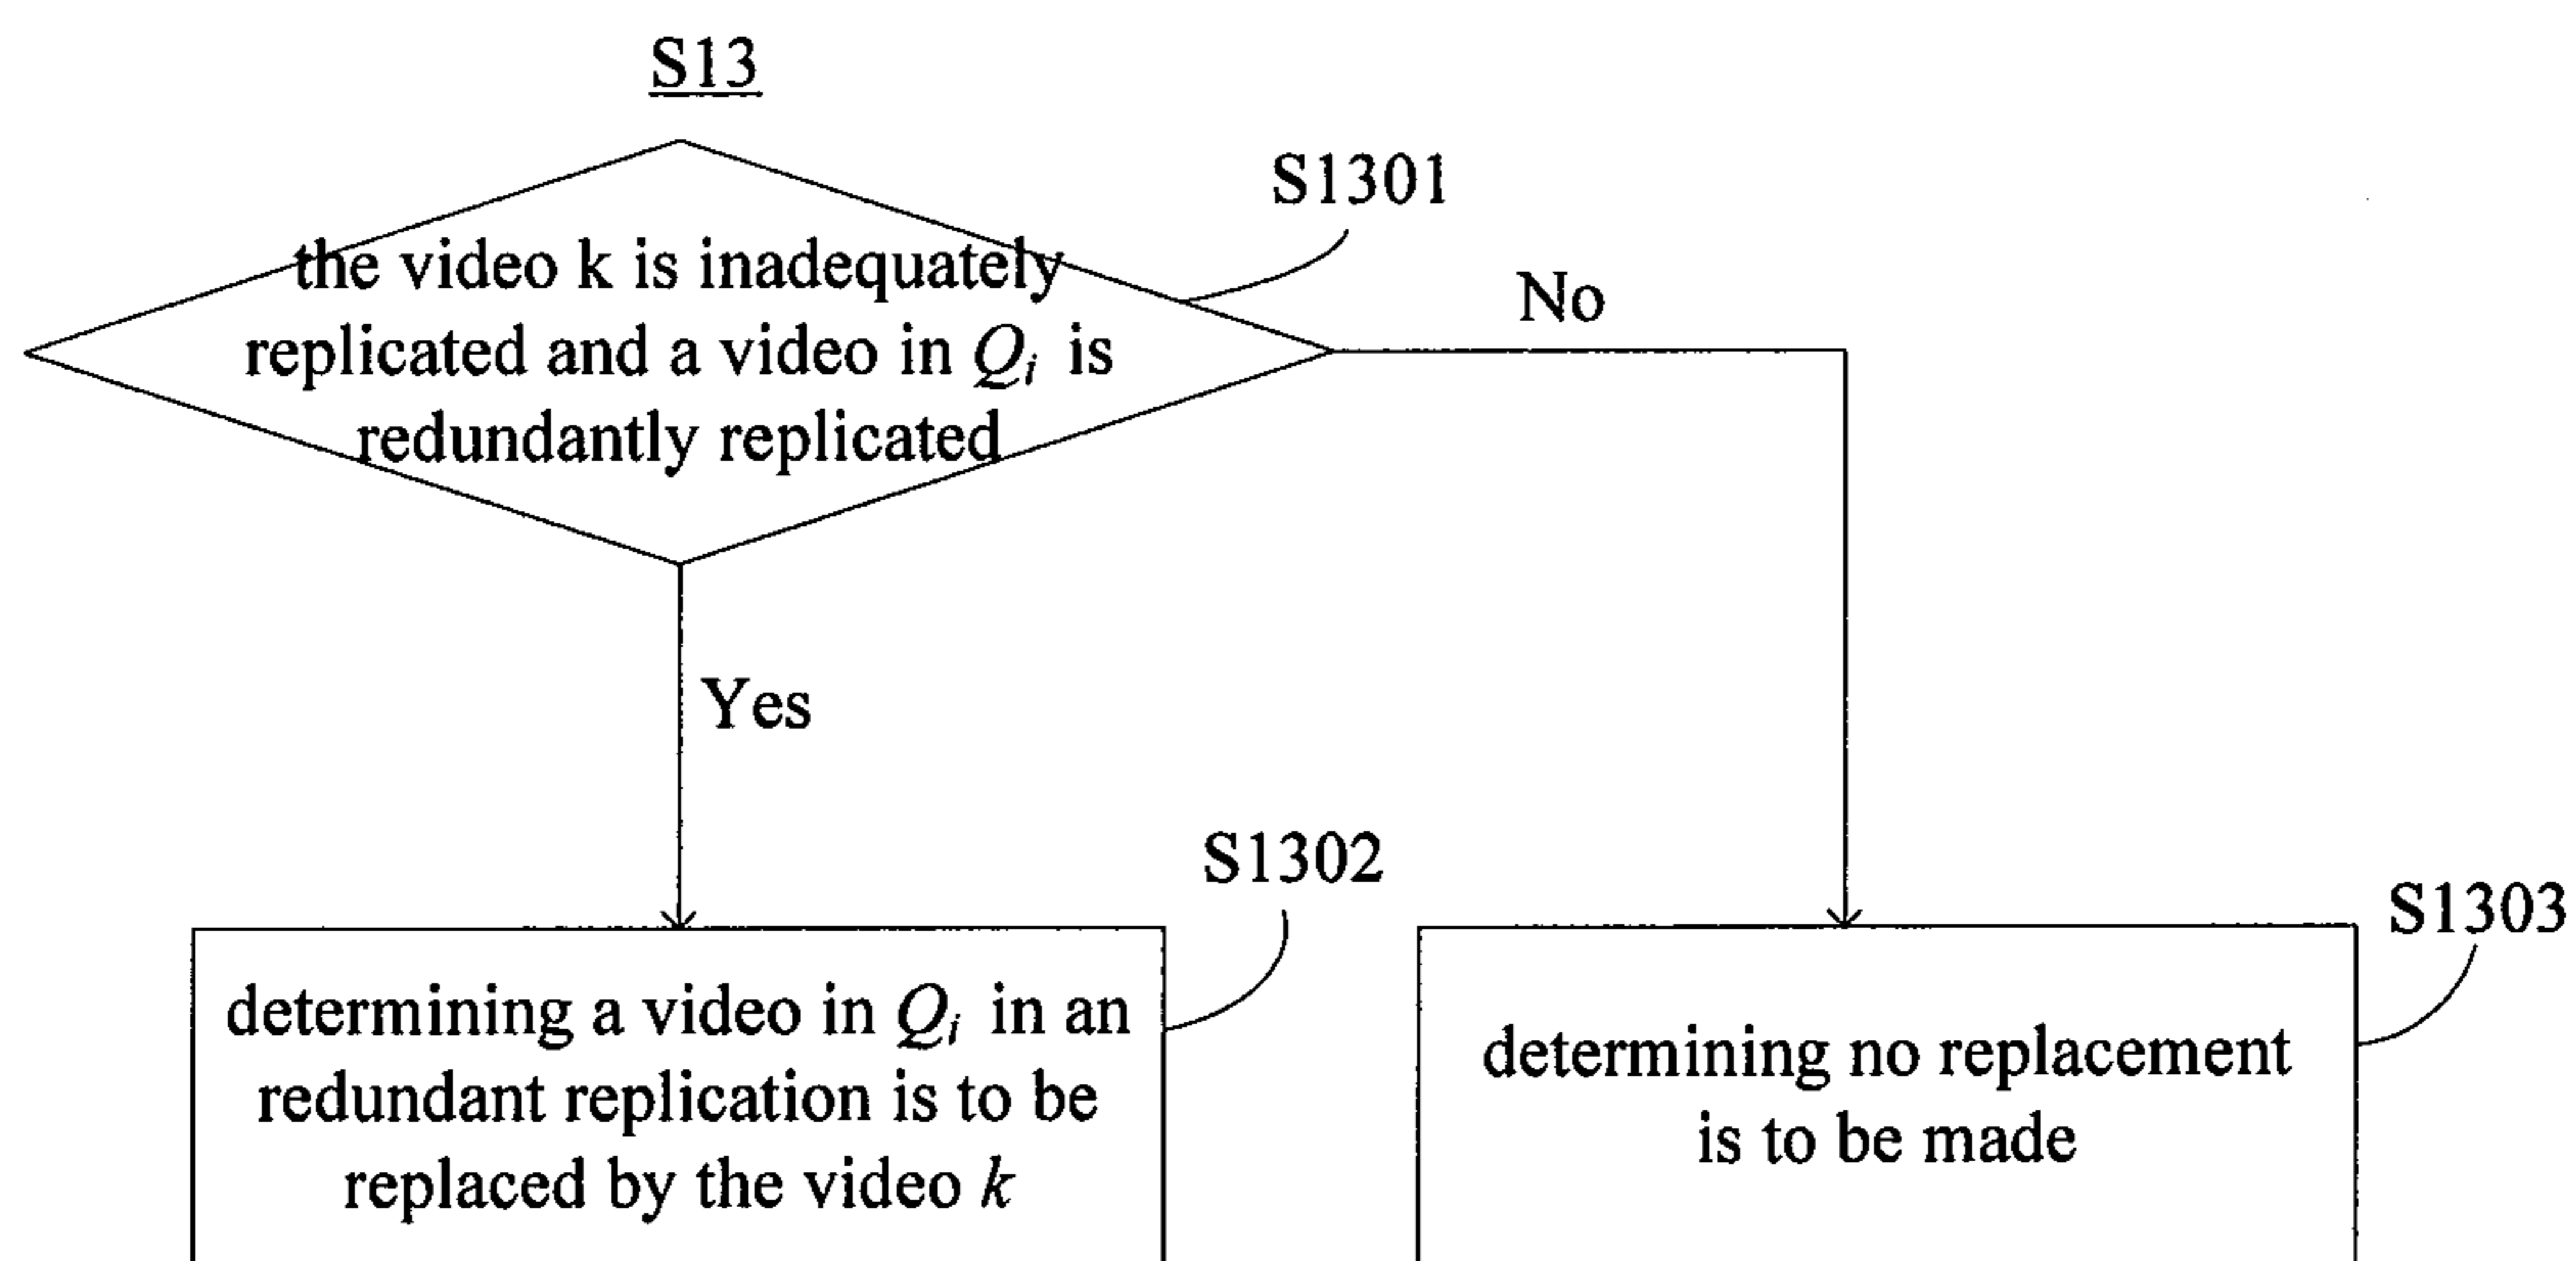 S13
S1301
the video k is inadequately
replicated and a video in Qi is
redundantly replicated
No
Yes
S1302
determining a video in Qi in an
redundant replication is to be
replaced by the video k
S1303
determining no replacement
is to be made